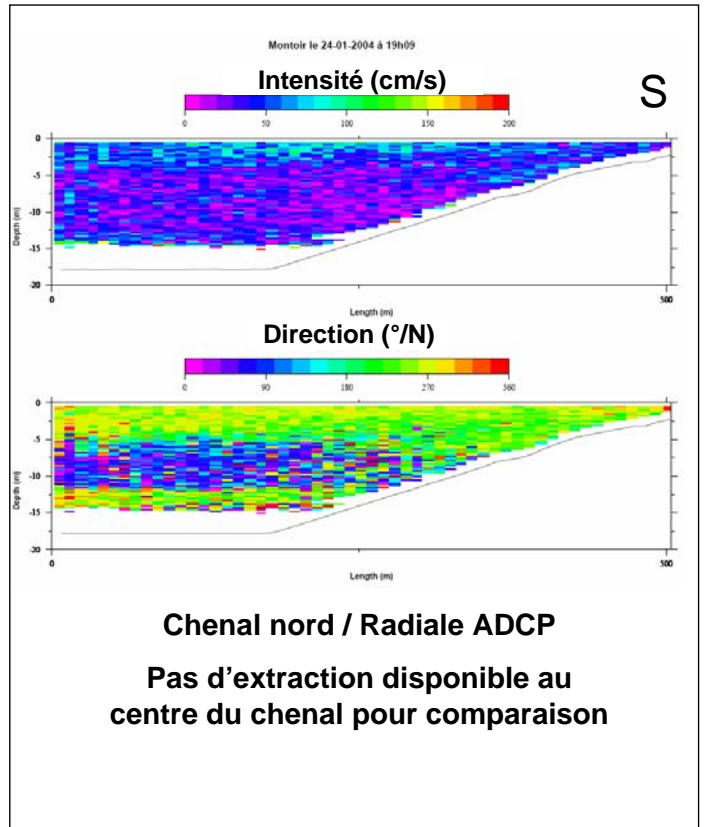 Montoir le 24-01-2004 à 19h09
Intensité (cm/s)
S
0 50 100 150 200
0
-5
-10
-15
-20
Depth (m)
0 500
Length (m)
Direction (°/N)
0 90 180 270 360
0
-5
-10
-15
-20
Depth (m)
0 500
Length (m)
Chenal nord / Radiale ADCP
Pas d’extraction disponible au
centre du chenal pour comparaison